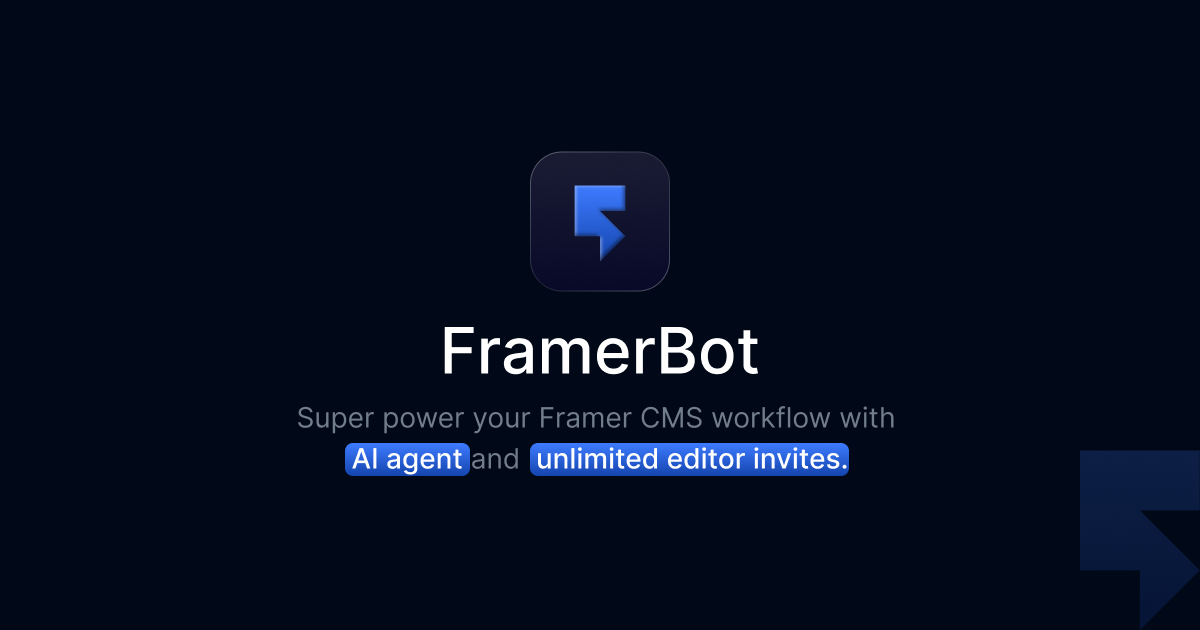 FramerBot
Super power your Framer CMS workflow with
AI agent and unlimited editor invites.